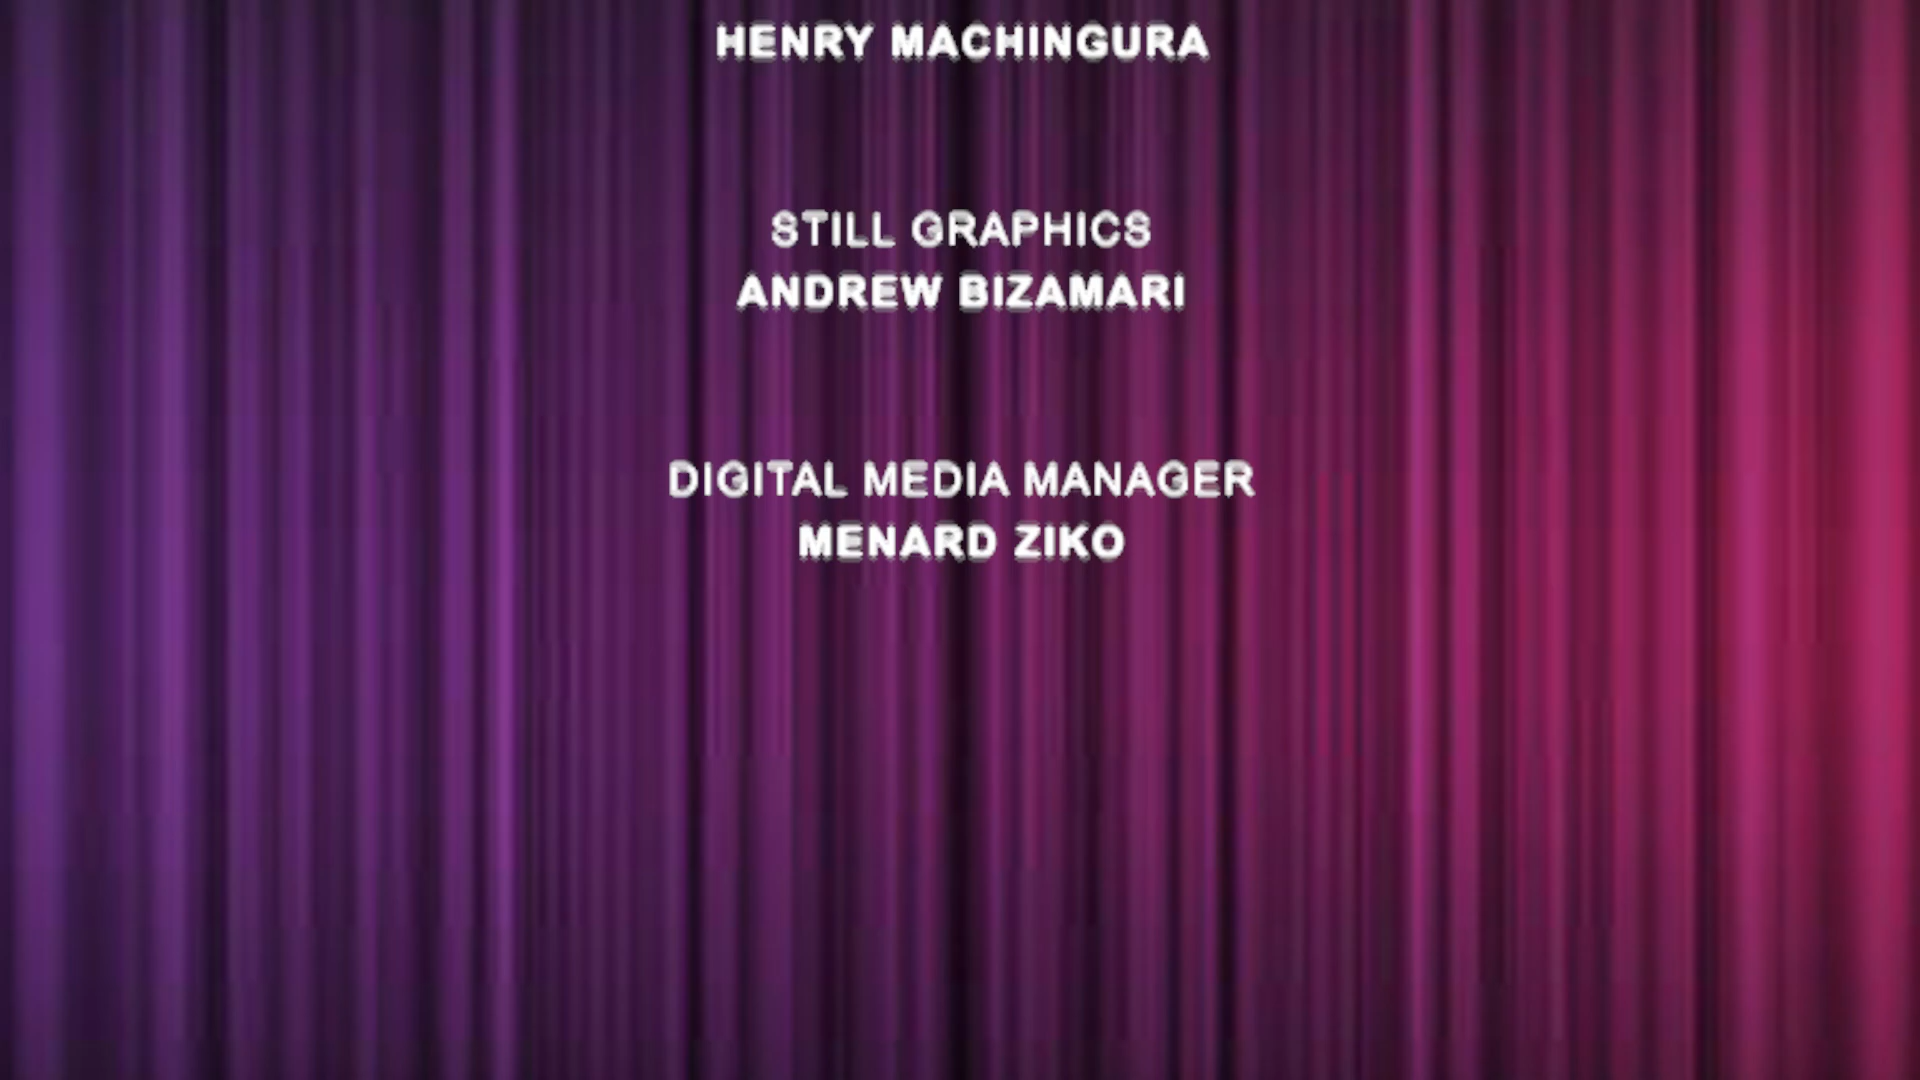 HENRY MACHINGURA
STILL GRAPHICS
ANDREW BIZAMARI
DIGITAL MEDIA MANAGER
MENARD ZIKO